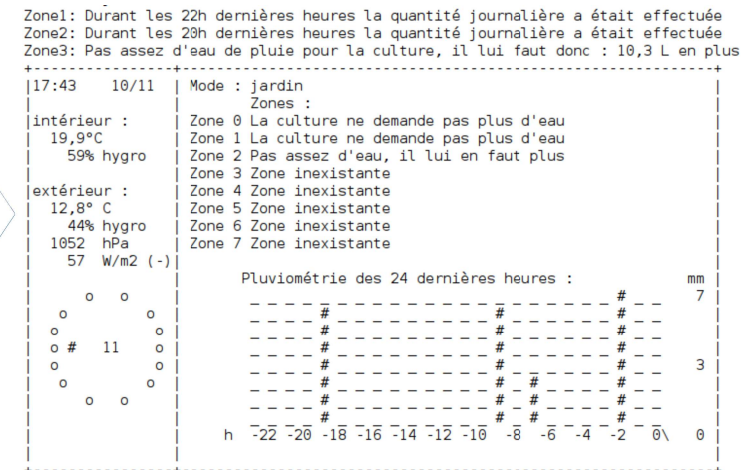 Zone1: Durant les 22h dernières heures la quantité journalière a était effectuée
Zone2: Durant les 20h dernières heures la quantité journalière a était effectuée
Zone3: Pas assez d'eau de pluie pour la culture, il lui faut donc : 10,3 L en plus
+----------------+------------------------------------------------------------+
|17:43    10/11  | Mode : jardin                                              |
|                |        Zones :                                             |
|intérieur :     | Zone 0 La culture ne demande pas plus d'eau                |
|  19,9°C        | Zone 1 La culture ne demande pas plus d'eau                |
|    59% hygro   | Zone 2 Pas assez d'eau, il lui en faut plus                |
|                | Zone 3 Zone inexistante                                    |
|extérieur :     | Zone 4 Zone inexistante                                    |
|  12,8° C       | Zone 5 Zone inexistante                                    |
|    44% hygro   | Zone 6 Zone inexistante                                    |
|  1052  hPa     | Zone 7 Zone inexistante                                    |
|    57  W/m2 (-)|                                                            |
|                |       Pluviométrie des 24 dernières heures :            mm |
|      o   o     |        _ _ _ _ _ _ _ _ _ _ _ _ _ _ _ _ _ _ _ _ _ # _ _  7 |
|   o         o  |        _ _ _ _ # _ _ _ _ _ _ _ _ _ # _ _ _ _ _ _ # _ _    |
|  o           o |        _ _ _ _ # _ _ _ _ _ _ _ _ _ # _ _ _ _ _ _ # _ _    |
|  o #   11    o |        _ _ _ _ # _ _ _ _ _ _ _ _ _ # _ _ _ _ _ _ # _ _    |
|  o           o |        _ _ _ _ # _ _ _ _ _ _ _ _ _ # _ _ _ _ _ _ # _ _  3 |
|   o         o  |        _ _ _ _ # _ _ _ _ _ _ _ _ _ # _ # _ _ _ _ # _ _    |
|      o   o     |        _ _ _ _ # _ _ _ _ _ _ _ _ _ # _ # _ _ _ _ # _ _    |
|                |        _ _ _ _ # _ _ _ _ _ _ _ _ _ # _ # _ _ _ _ # _ _    |
|                |     h  -22 -20 -18 -16 -14 -12 -10  -8  -6  -4  -2   0\  0 |
|                |                                                            |
+----------------+------------------------------------------------------------+